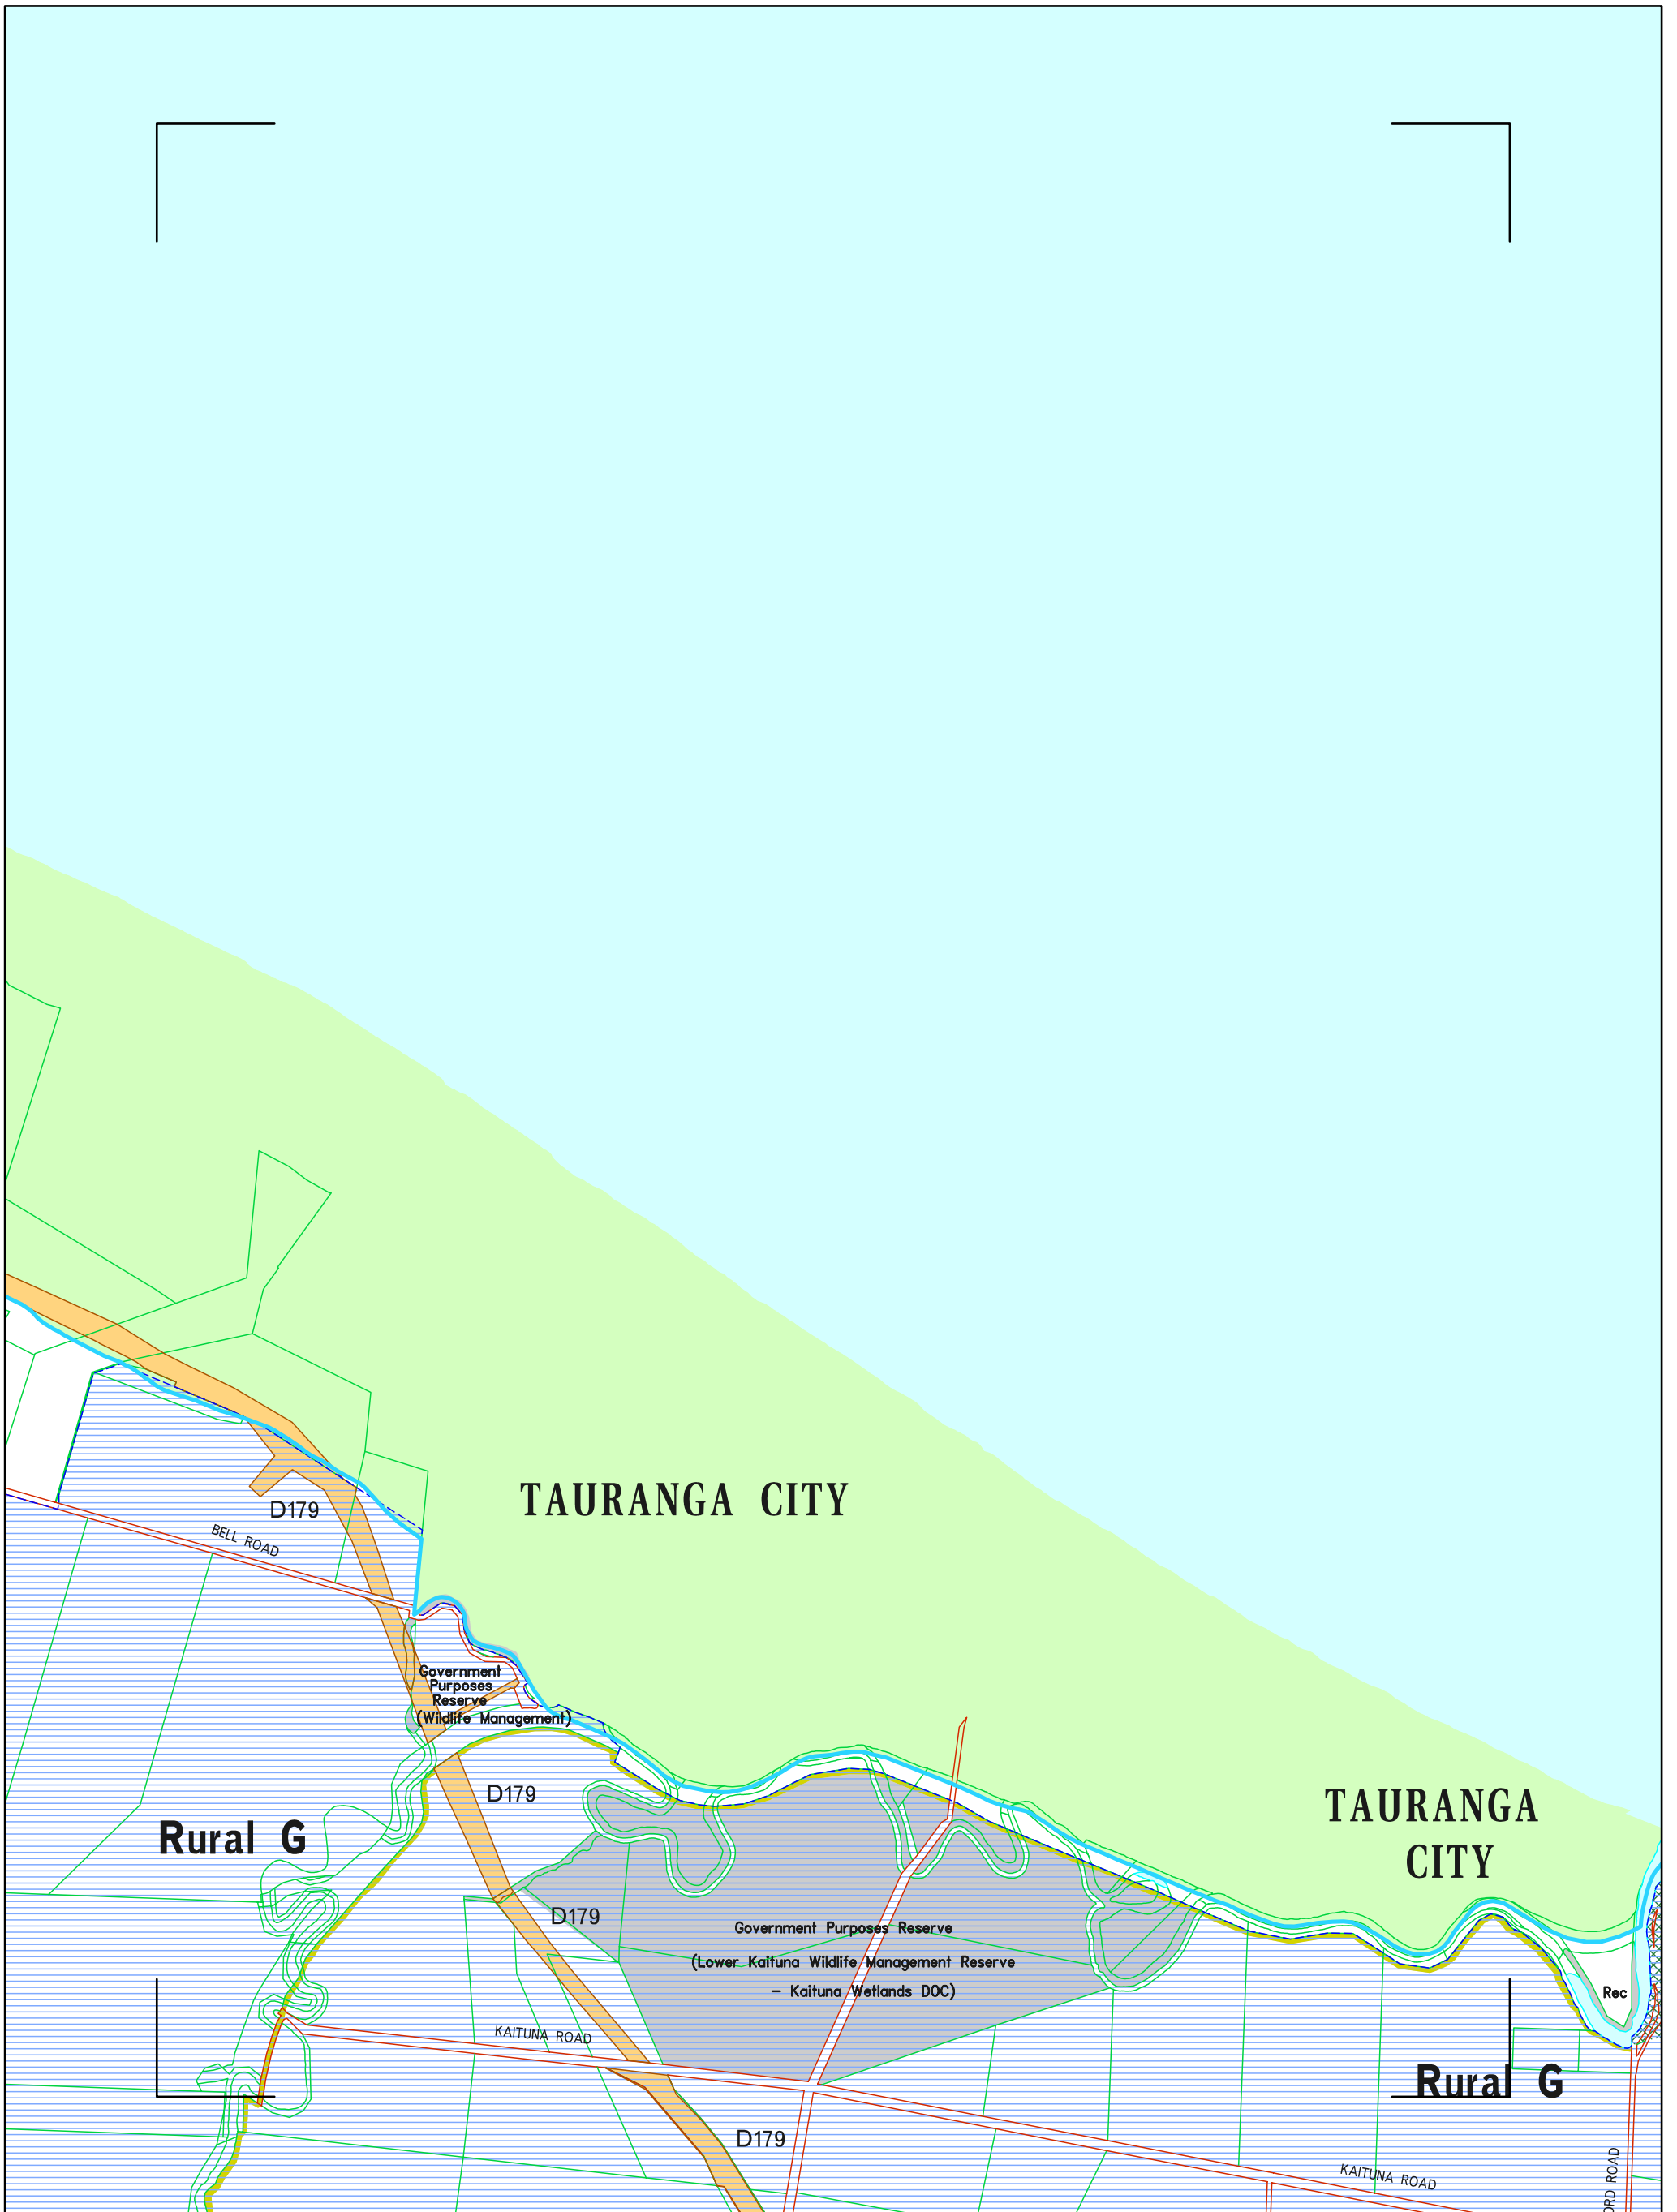 TAURANGA CITY
D179
BELL ROAD
Government
Purposes
Reserve
(Wildlife Management)
D179
TAURANGA
CITY
Rural G
D179
Government Purposes Reserve
(Lower Kaituna Wildlife Management Reserve
– Kaituna Wetlands DOC)
Rec
KAITUNA ROAD
Rural G
D179
KAITUNA ROAD
ROAD